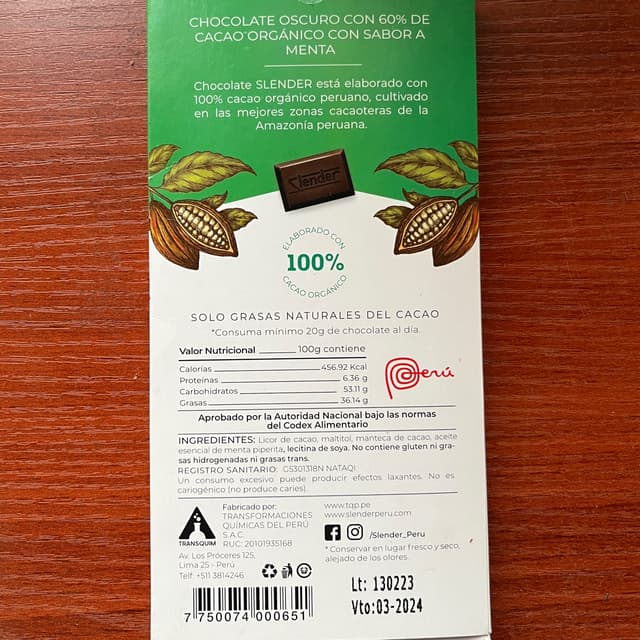 CHOCOLATE OSCURO CON 60% DE
CACAO ORGÁNICO CON SABOR A
MENTA
Chocolate SLENDER está elaborado con
100% cacao orgánico peruano, cultivado
en las mejores zonas cacaoteras de la
Amazonía peruana.
Slender
ELABORADO CON
100%
CACAO ORGÁNICO
SOLO GRASAS NATURALES DEL CACAO
*Consuma mínimo 20g de chocolate al día.
Valor Nutricional 100g contiene
Calorías 456.92 Kcal
Proteínas 6.36 g
Carbohidratos 53.11 g
Grasas 36.14 g
Perú
Aprobado por la Autoridad Nacional bajo las normas
del Codex Alimentario
INGREDIENTES: Licor de cacao, maltitol, manteca de cacao, aceite
esencial de menta piperita, lecitina de soya. No contiene gluten ni gra-
sas hidrogenadas ni grasas trans.
REGISTRO SANITARIO: G5301318N NATAQI
Un consumo excesivo puede producir efectos laxantes. No es
cariogénico (no produce caries).
TRANSQUIM
Fabricado por:
TRANSFORMACIONES
QUÍMICAS DEL PERÚ
S.A.C.
RUC: 20101935168
Av. Los Próceres 125,
Lima 25 - Perú
Telf: +511 3814246
www.tqp.pe
www.slenderperu.com
/Slender_Peru
* Conservar en lugar fresco y seco,
alejado de los olores.
Lt: 130223
Vto:03-2024
7 750074 000651